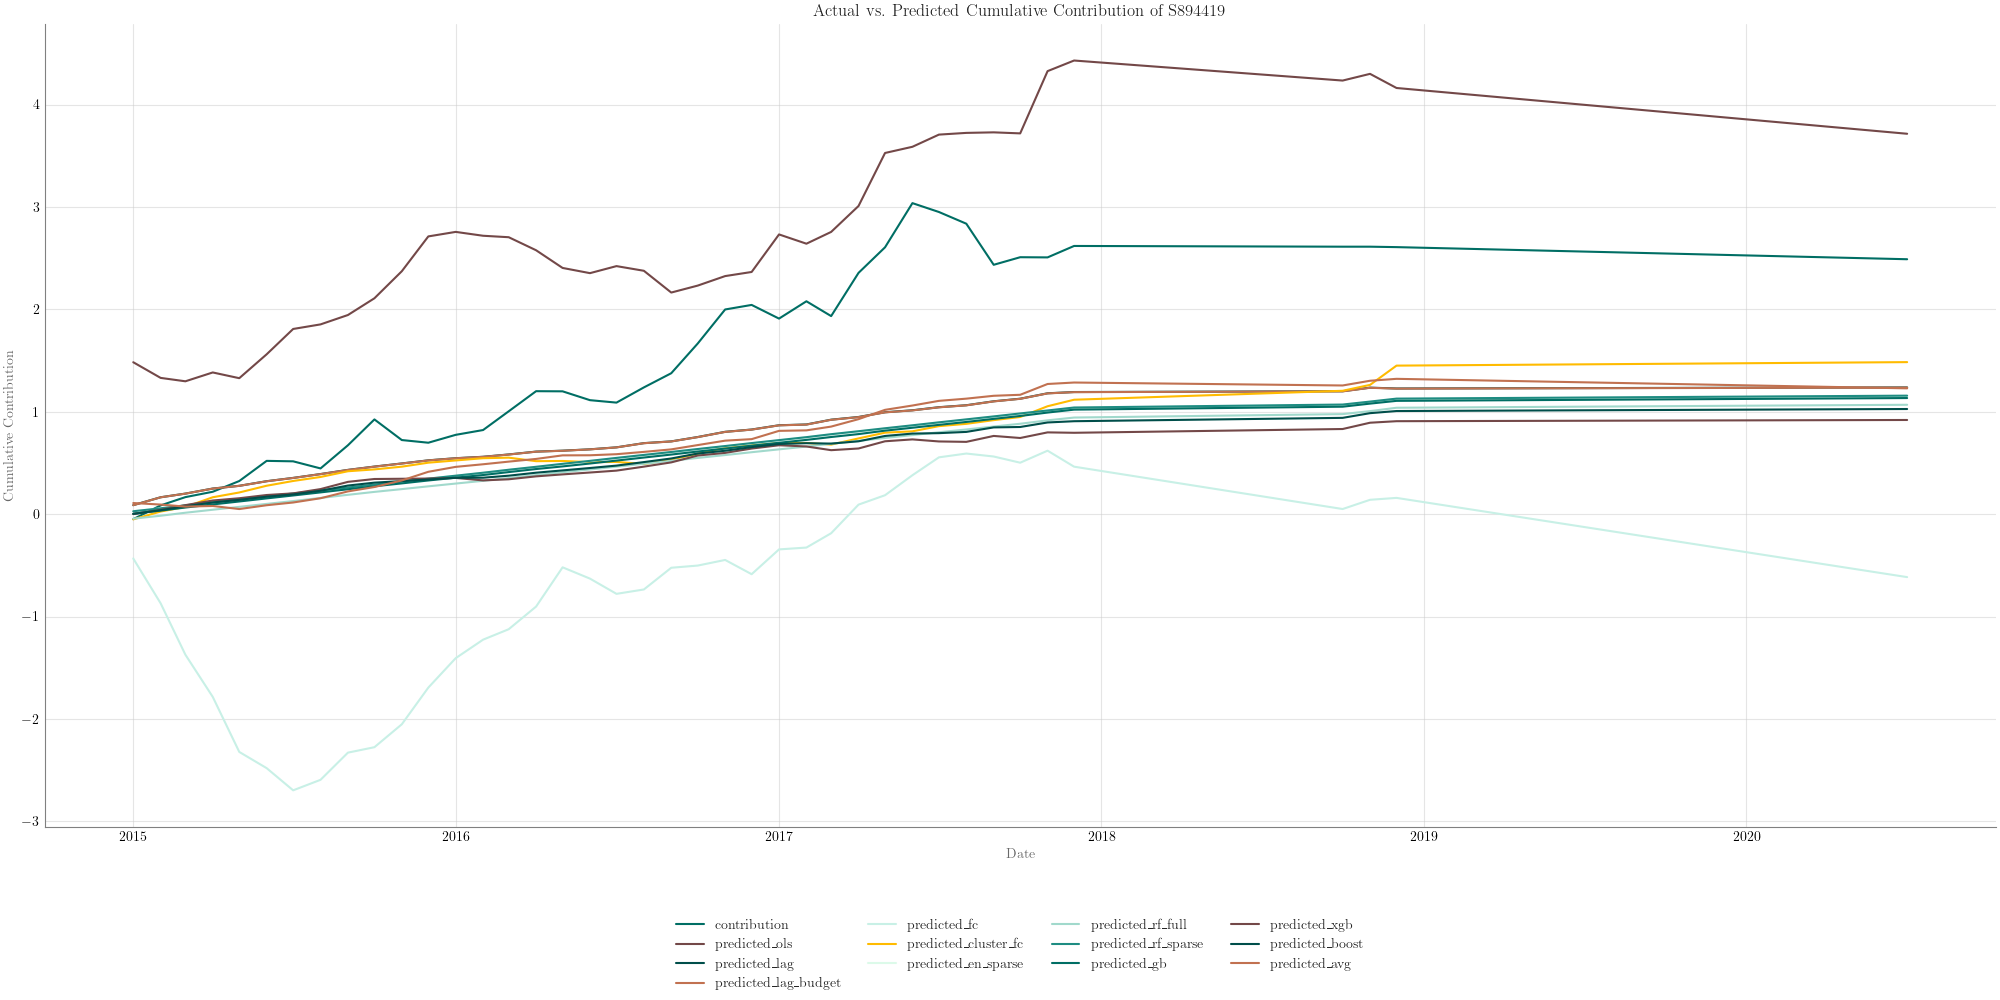 Actual vs. Predicted Cumulative Contribution of S894419
Cumulative Contribution
4
3
2
1
0
−1
−2
−3
2015 2016 2017 2018 2019 2020
Date
contribution predicted_fc predicted_rf_full predicted_xgb
predicted_ols predicted_cluster_fc predicted_rf_sparse predicted_boost
predicted_lag predicted_en_sparse predicted_gb predicted_avg
predicted_lag_budget